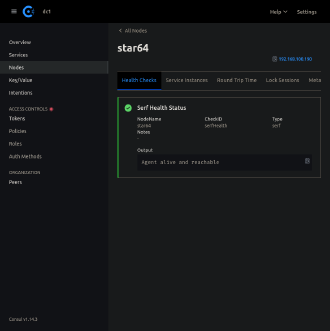 dc1
Help
Settings
Overview
Services
Nodes
Key/Value
Intentions
ACCESS CONTROLS
Tokens
Policies
Roles
Auth Methods
ORGANISATION
Peers
Consul v1.14.3
All Nodes
star64
192.168.108.150
Health Checks
Service Instances
Round Trip Time
Lock Sessions
Meta
Serf Health Status
NodeName
star64
CheckID
serfHealth
Type
serf
Notes
-
Output
Agent alive and reachable